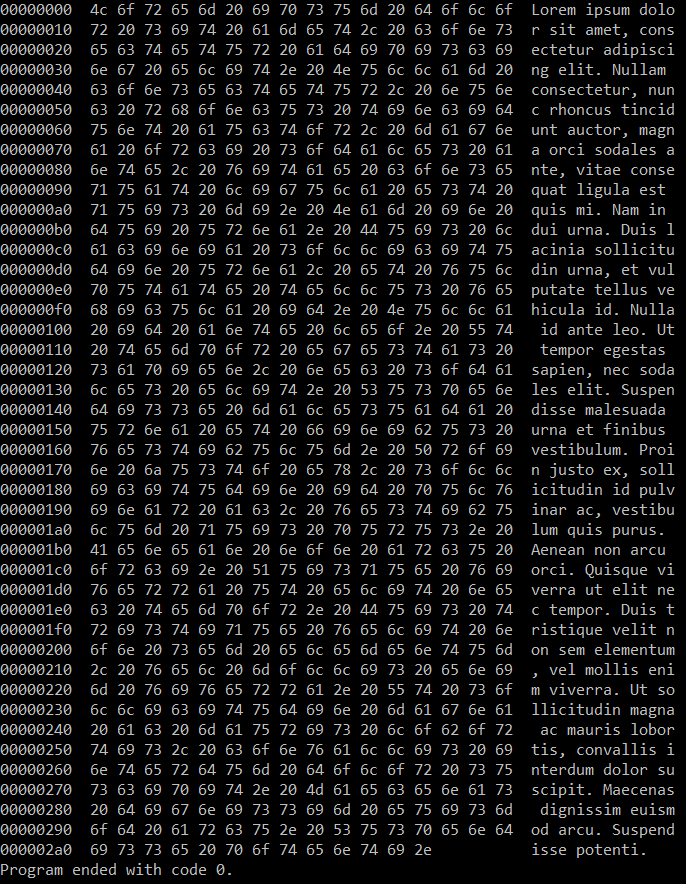 00000000  4c 6f 72 65 6d 20 69 70 73 75 6d 20 64 6f 6c 6f  Lorem ipsum dolo
00000010  72 20 73 69 74 20 61 6d 65 74 2c 20 63 6f 6e 73  r sit amet, cons
00000020  65 63 74 65 74 75 72 20 61 64 69 70 69 73 63 69  ectetur adipisci
00000030  6e 67 20 65 6c 69 74 2e 20 4e 75 6c 6c 61 6d 20  ng elit. Nullam
00000040  63 6f 6e 73 65 63 74 65 74 75 72 2c 20 6e 75 6e  consectetur, nun
00000050  63 20 72 68 6f 6e 63 75 73 20 74 69 6e 63 69 64  c rhoncus tincid
00000060  75 6e 74 20 61 75 63 74 6f 72 2c 20 6d 61 67 6e  unt auctor, magn
00000070  61 20 6f 72 63 69 20 73 6f 64 61 6c 65 73 20 61  a orci sodales a
00000080  6e 74 65 2c 20 76 69 74 61 65 20 63 6f 6e 73 65  nte, vitae conse
00000090  71 75 61 74 20 6c 69 67 75 6c 61 20 65 73 74 20  quat ligula est
000000a0  71 75 69 73 20 6d 69 2e 20 4e 61 6d 20 69 6e 20  quis mi. Nam in
000000b0  64 75 69 20 75 72 6e 61 2e 20 44 75 69 73 20 6c  dui urna. Duis l
000000c0  61 63 69 6e 69 61 20 73 6f 6c 6c 69 63 69 74 75  acinia sollicitu
000000d0  64 69 6e 20 75 72 6e 61 2c 20 65 74 20 76 75 6c  din urna, et vul
000000e0  70 75 74 61 74 65 20 74 65 6c 6c 75 73 20 76 65  putate tellus ve
000000f0  68 69 63 75 6c 61 20 69 64 2e 20 4e 75 6c 6c 61  hicula id. Nulla
00000100  20 69 64 20 61 6e 74 65 20 6c 65 6f 2e 20 55 74   id ante leo. Ut
00000110  20 74 65 6d 70 6f 72 20 65 67 65 73 74 61 73 20   tempor egestas
00000120  73 61 70 69 65 6e 2c 20 6e 65 63 20 73 6f 64 61  sapien, nec soda
00000130  6c 65 73 20 65 6c 69 74 2e 20 53 75 73 70 65 6e  les elit. Suspen
00000140  64 69 73 73 65 20 6d 61 6c 65 73 75 61 64 61 20  disse malesuada
00000150  75 72 6e 61 20 65 74 20 66 69 6e 69 62 75 73 20  urna et finibus
00000160  76 65 73 74 69 62 75 6c 75 6d 2e 20 50 72 6f 69  vestibulum. Proi
00000170  6e 20 6a 75 73 74 6f 20 65 78 2c 20 73 6f 6c 6c  n justo ex, soll
00000180  69 63 69 74 75 64 69 6e 20 69 64 20 70 75 6c 76  icitudin id pulv
00000190  69 6e 61 72 20 61 63 2c 20 76 65 73 74 69 62 75  inar ac, vestibu
000001a0  6c 75 6d 20 71 75 69 73 20 70 75 72 75 73 2e 20  lum quis purus.
000001b0  41 65 6e 65 61 6e 20 6e 6f 6e 20 61 72 63 75 20  Aenean non arcu
000001c0  6f 72 63 69 2e 20 51 75 69 73 71 75 65 20 76 69  orci. Quisque vi
000001d0  76 65 72 72 61 20 75 74 20 65 6c 69 74 20 6e 65  verra ut elit ne
000001e0  63 20 74 65 6d 70 6f 72 2e 20 44 75 69 73 20 74  c tempor. Duis t
000001f0  72 69 73 74 69 71 75 65 20 76 65 6c 69 74 20 6e  ristique velit n
00000200  6f 6e 20 73 65 6d 20 65 6c 65 6d 65 6e 74 75 6d  on sem elementum
00000210  2c 20 76 65 6c 20 6d 6f 6c 6c 69 73 20 65 6e 69  , vel mollis eni
00000220  6d 20 76 69 76 65 72 72 61 2e 20 55 74 20 73 6f  m viverra. Ut so
00000230  6c 6c 69 63 69 74 75 64 69 6e 20 6d 61 67 6e 61  llicitudin magna
00000240  20 61 63 20 6d 61 75 72 69 73 20 6c 6f 62 6f 72   ac mauris lobor
00000250  74 69 73 2c 20 63 6f 6e 76 61 6c 6c 69 73 20 69  tis, convallis i
00000260  6e 74 65 72 64 75 6d 20 64 6f 6c 6f 72 20 73 75  nterdum dolor su
00000270  73 63 69 70 69 74 2e 20 4d 61 65 63 65 6e 61 73  scipit. Maecenas
00000280  20 64 69 67 6e 69 73 73 69 6d 20 65 75 69 73 6d   dignissim euism
00000290  6f 64 20 61 72 63 75 2e 20 53 75 73 70 65 6e 64  od arcu. Suspend
000002a0  69 73 73 65 20 70 6f 74 65 6e 74 69 2e  isse potenti.
Program ended with code 0.